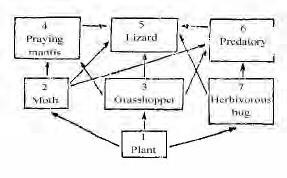 4
Praying
mantis
5
Lizard
6
Predatory
2
Moth
3
Grasshopper
7
Herbivorous
bug
1
Plant